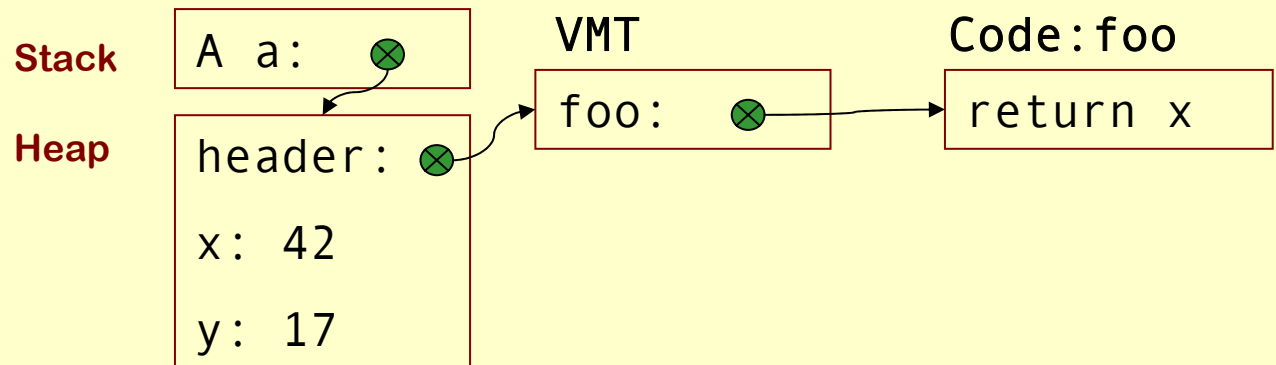 Stack
A a:
VMT
Code:foo
foo:
return x
Heap
header:
x: 42
y: 17